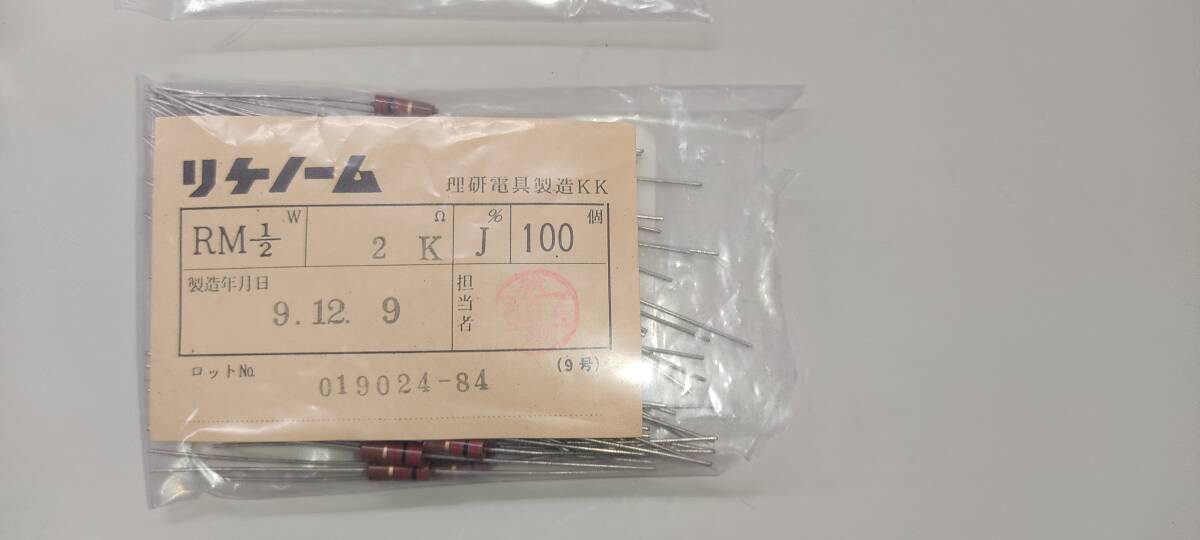 リケノーム
理研電具製造KK
RM-1/2 W 2 K Ω J % 100 個
製造年月日 9.12. 9 担当者
ロットNo. 019024-84 (9号)